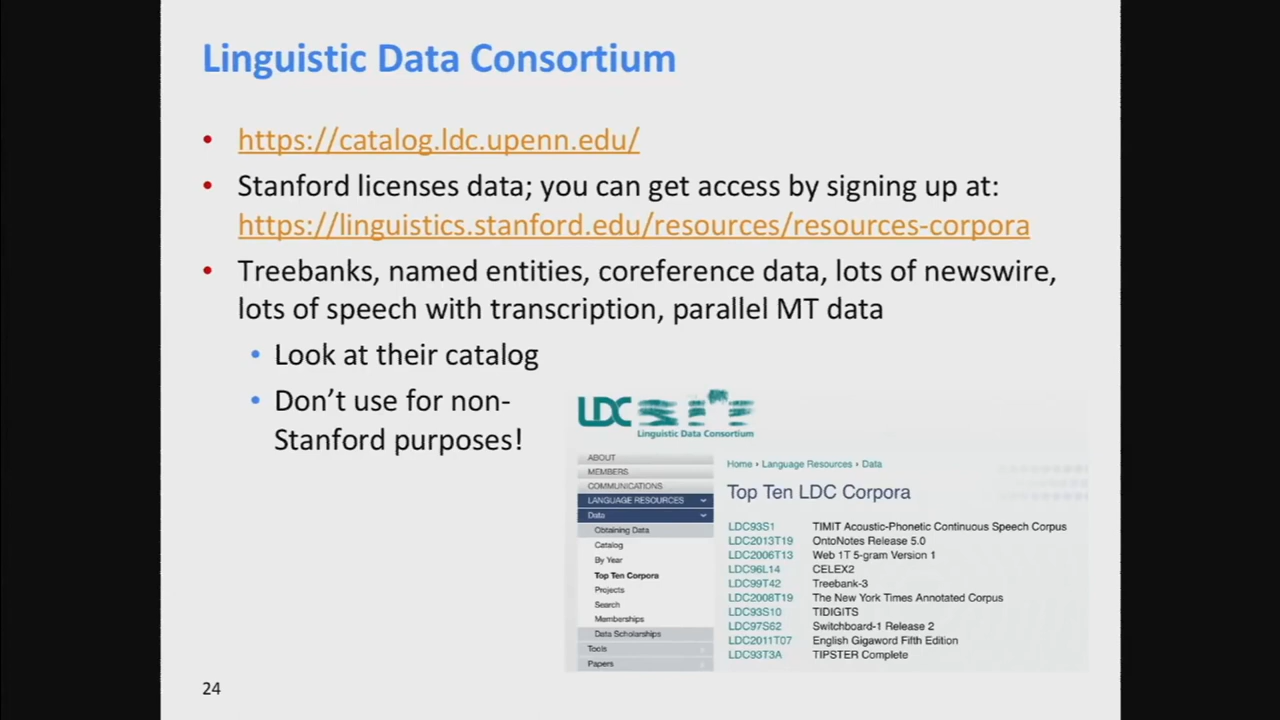 Linguistic Data Consortium
• https://catalog.ldc.upenn.edu/
• Stanford licenses data; you can get access by signing up at:
https://linguistics.stanford.edu/resources/resources-corpora
• Treebanks, named entities, coreference data, lots of newswire,
lots of speech with transcription, parallel MT data
• Look at their catalog
• Don’t use for non-
Stanford purposes!
LDC
Linguistic Data Consortium
ABOUT
MEMBERS
COMMUNICATIONS
LANGUAGE RESOURCES
Data
Obtaining Data
Catalog
By Year
Top Ten Corpora
Projects
Search
Memberships
Data Scholarships
Tools
Papers
Home › Language Resources › Data
Top Ten LDC Corpora
LDC93S1 TIMIT Acoustic-Phonetic Continuous Speech Corpus
LDC2013T19 OntoNotes Release 5.0
LDC2006T13 Web 1T 5-gram Version 1
LDC96L14 CELEX2
LDC99T42 Treebank-3
LDC2008T19 The New York Times Annotated Corpus
LDC93S10 TIDIGITS
LDC97S62 Switchboard-1 Release 2
LDC2011T07 English Gigaword Fifth Edition
LDC93T3A TIPSTER Complete
24